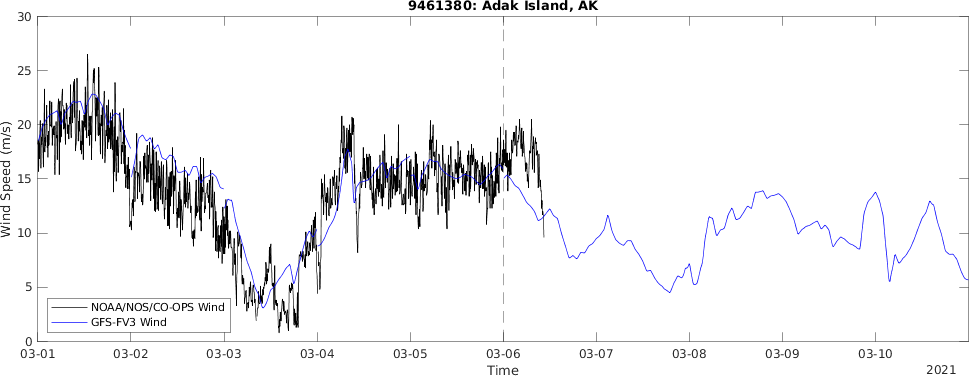 9461380: Adak Island, AK
Wind Speed (m/s)
30
25
20
15
10
5
0
NOAA/NOS/CO-OPS Wind
GFS-FV3 Wind
03-01 03-02 03-03 03-04 03-05 03-06 03-07 03-08 03-09 03-10
Time
2021